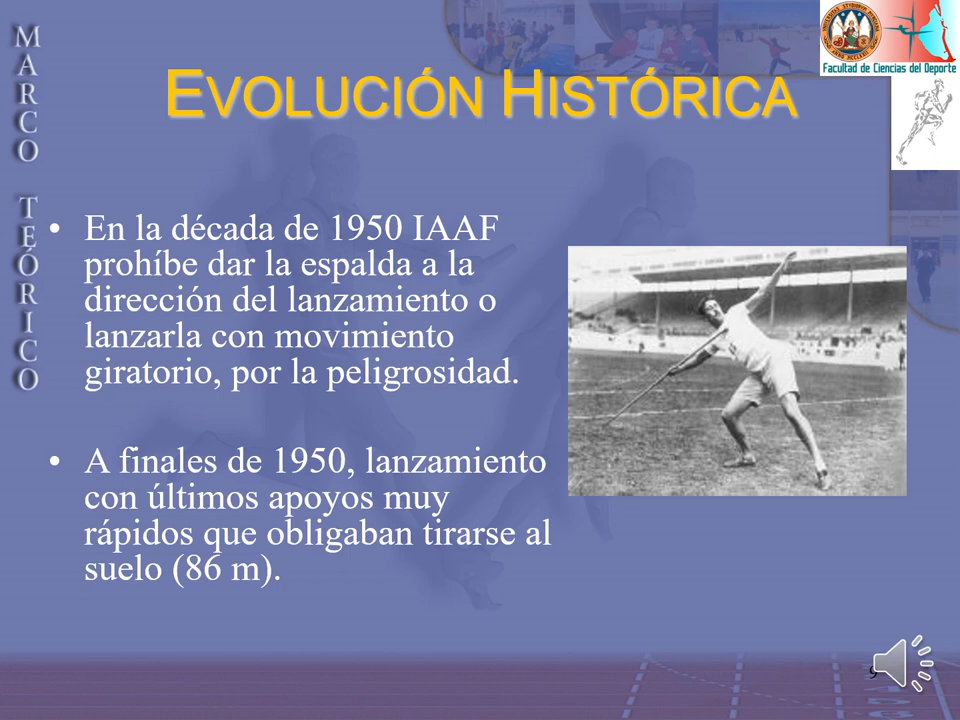 MARCO TEÓRICO
Facultad de Ciencias del Deporte
EVOLUCIÓN HISTÓRICA
• En la década de 1950 IAAF
prohíbe dar la espalda a la
dirección del lanzamiento o
lanzarla con movimiento
giratorio, por la peligrosidad.
• A finales de 1950, lanzamiento
con últimos apoyos muy
rápidos que obligaban tirarse al
suelo (86 m).
9